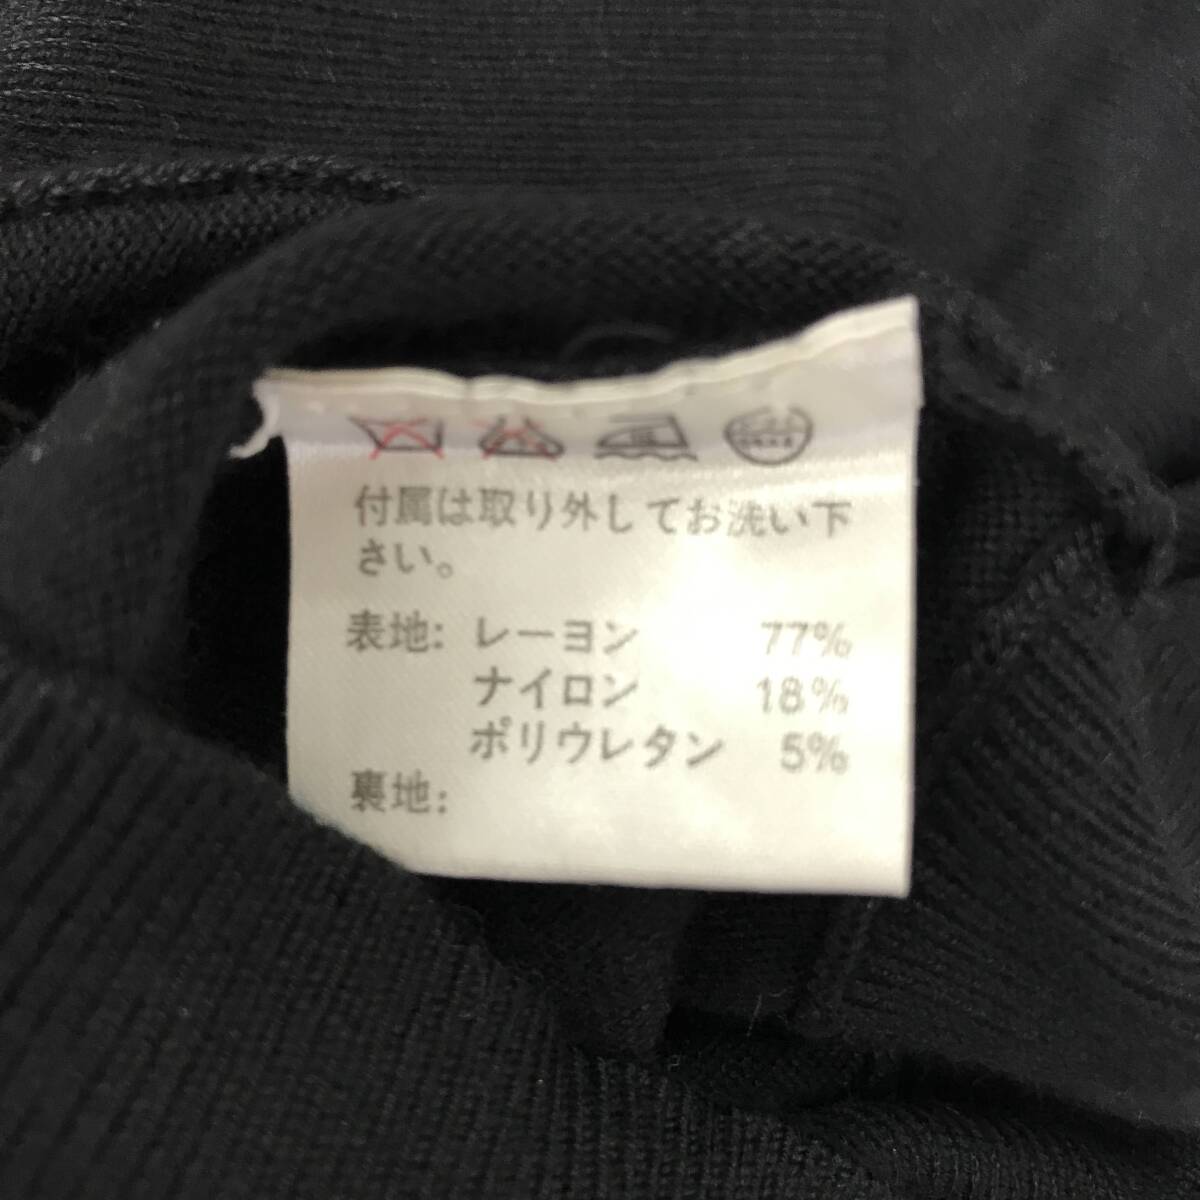 付属は取り外してお洗い下
さい。
表地: レーヨン 77%
ナイロン 18%
ポリウレタン 5%
裏地: